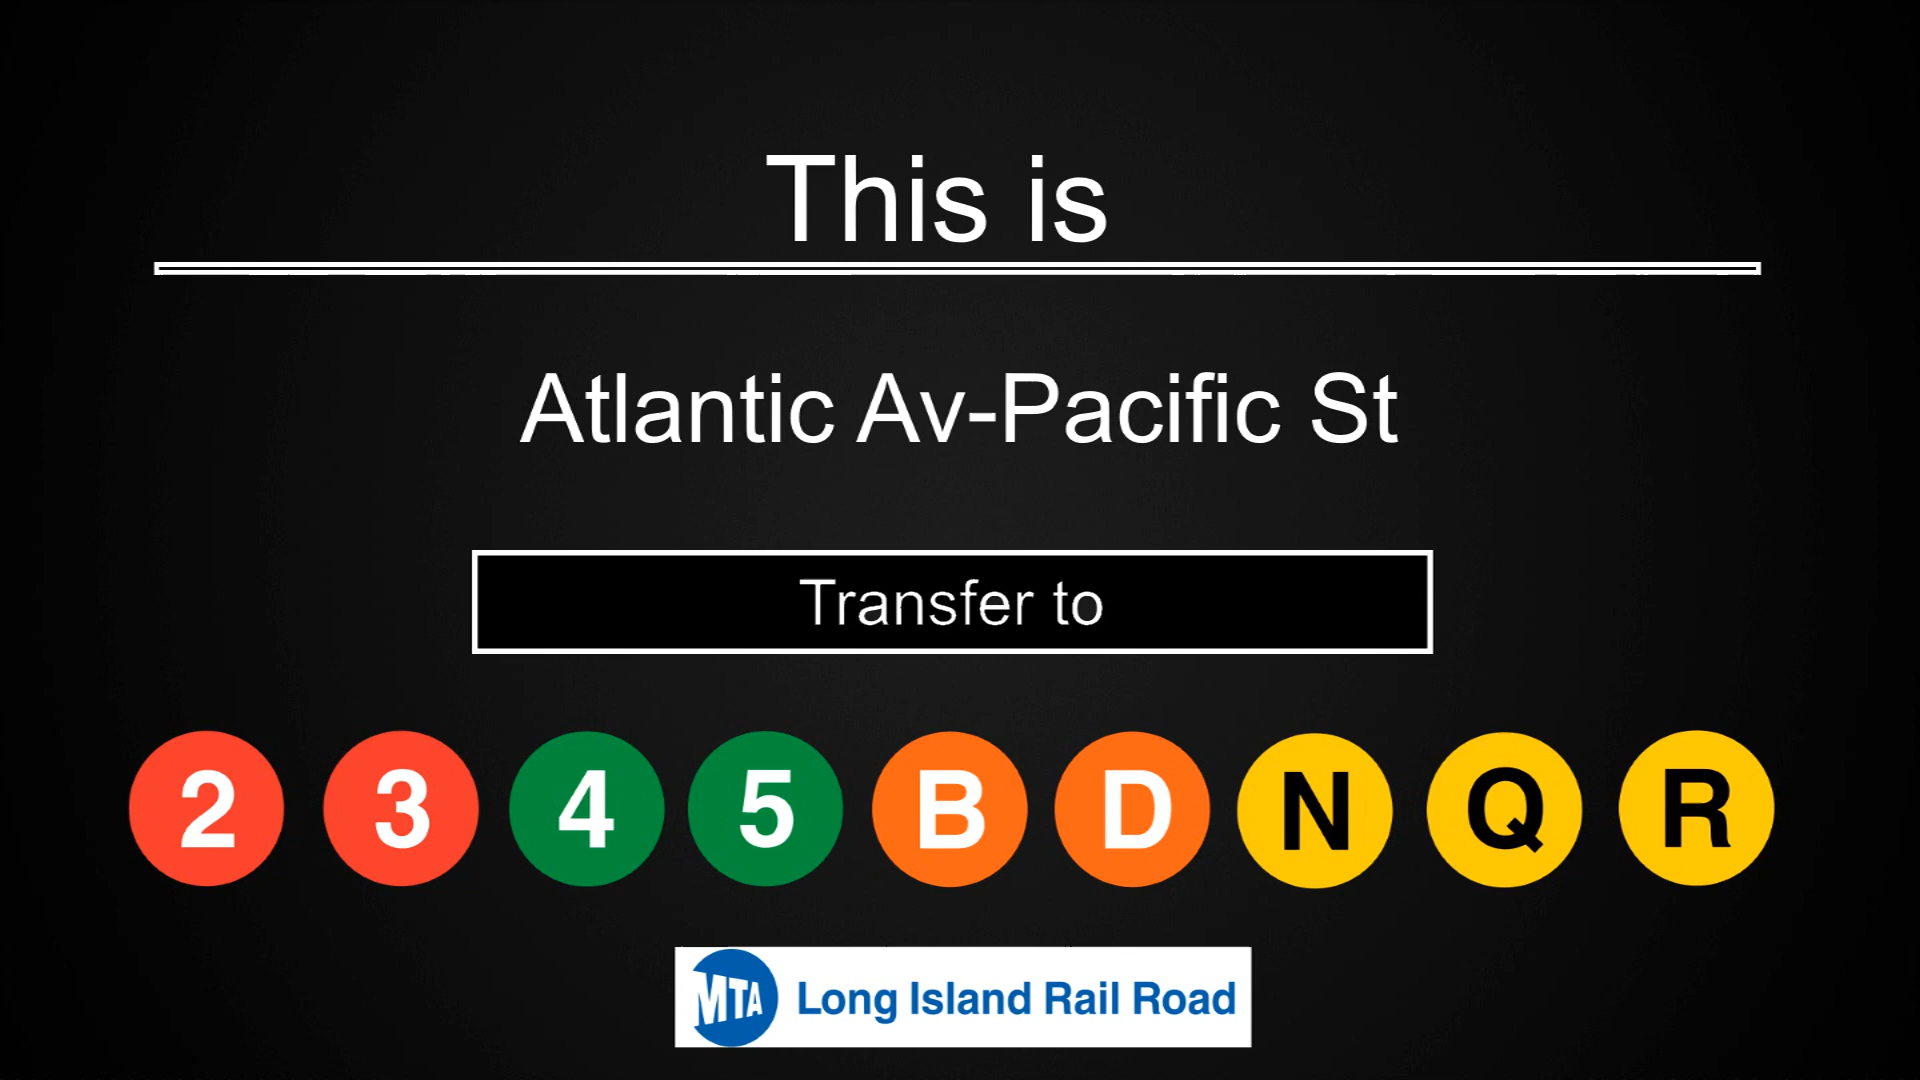 This is
Atlantic Av-Pacific St
Transfer to
2 3 4 5 B D N Q R
MTA Long Island Rail Road